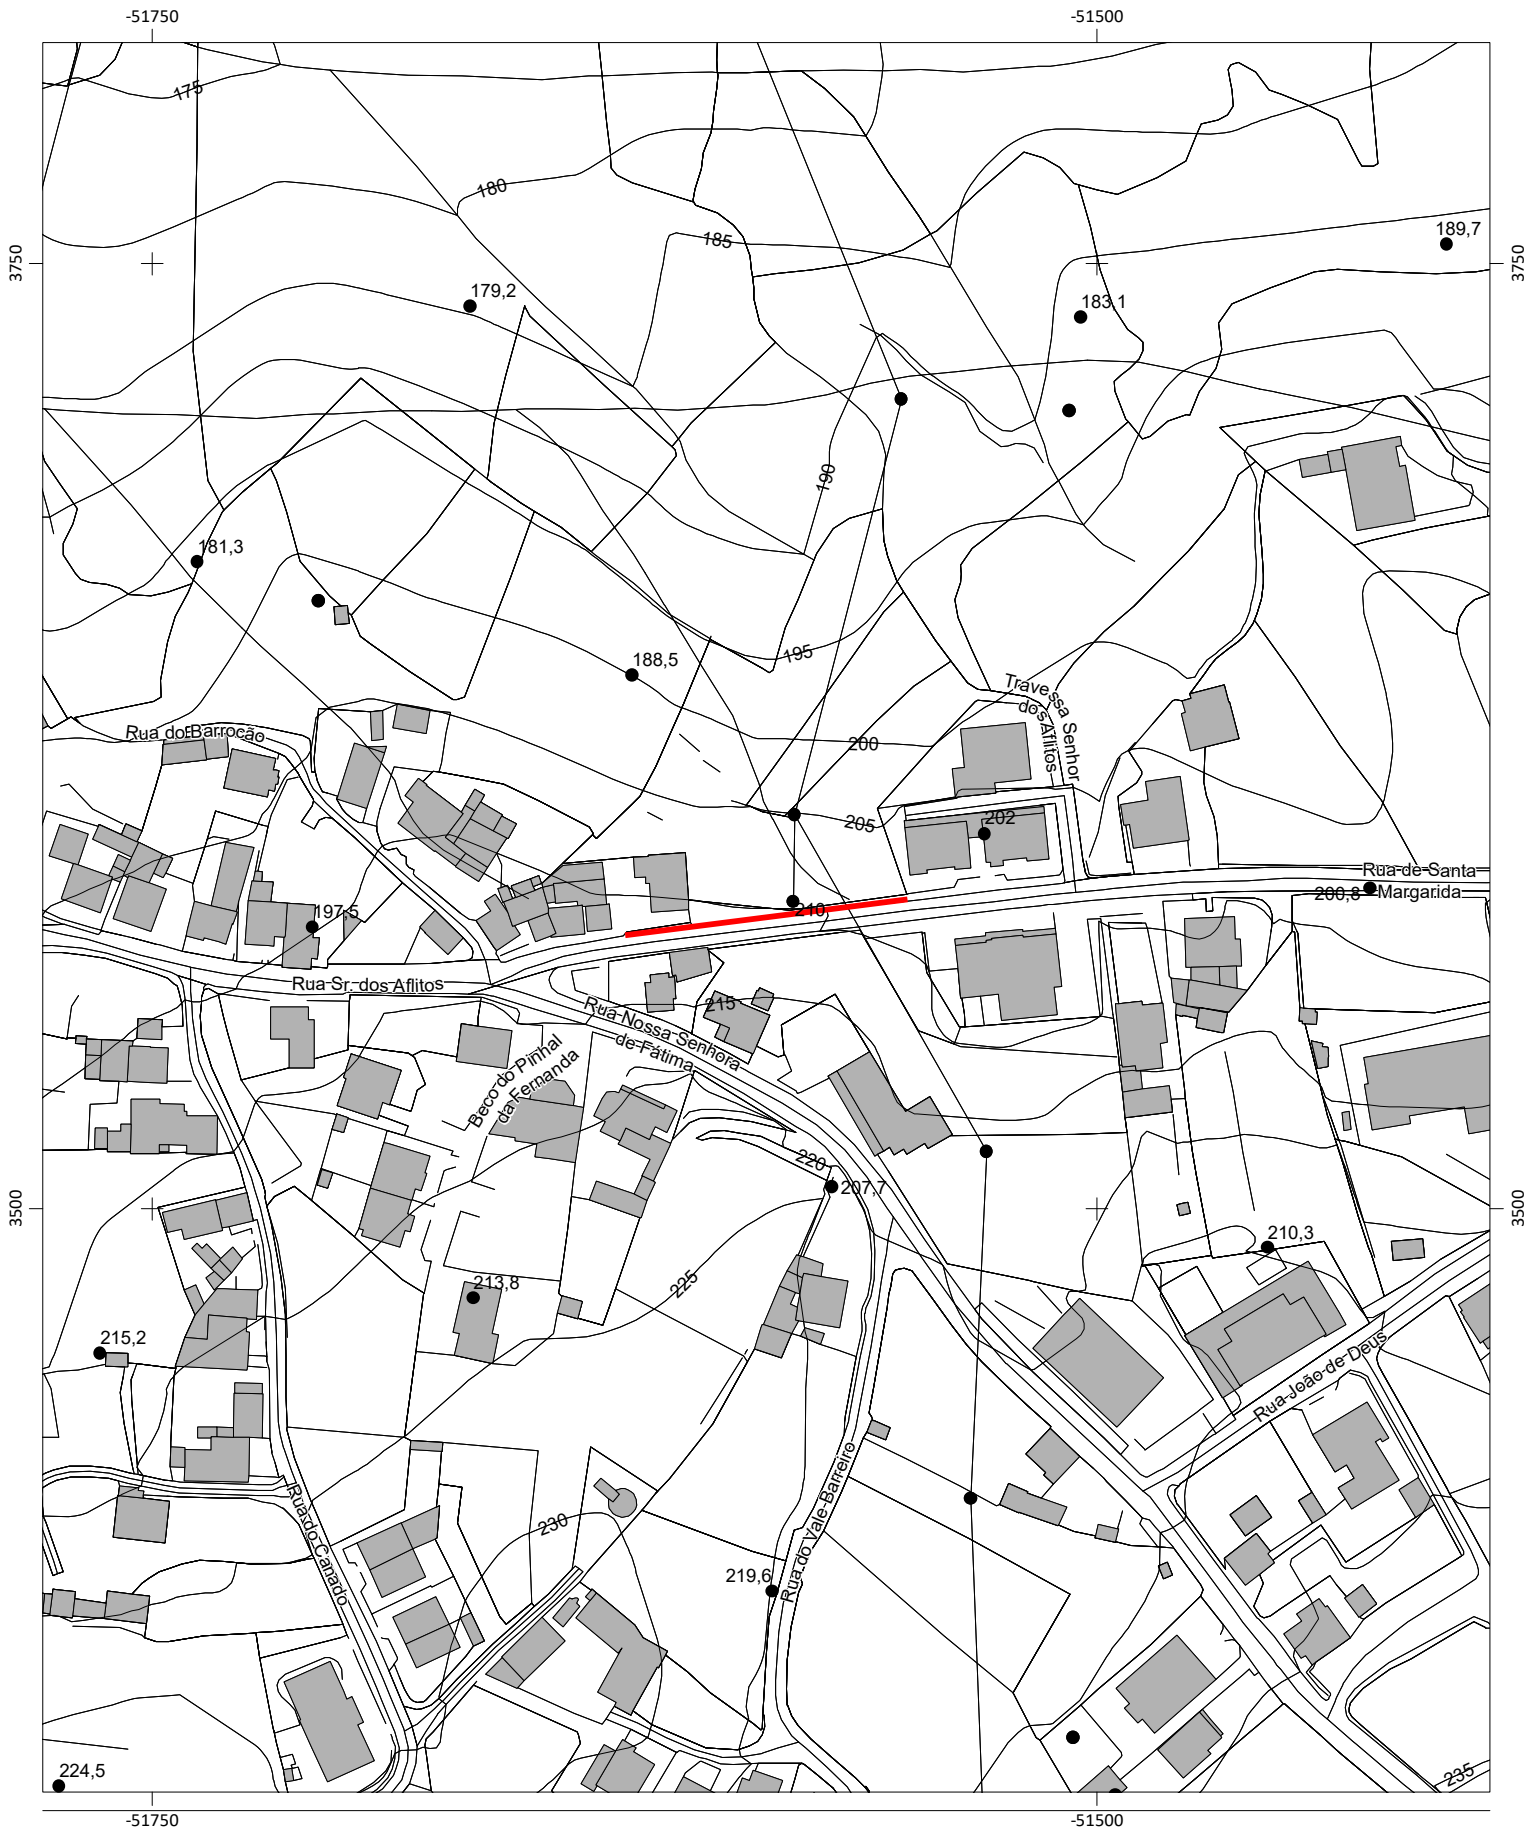 -51750
-51500
175
180
185
189,7
3750
3750
179,2
183,1
190
181,3
188,5
195
Travessa Senhor
dos Aflitos
Rua do Barrocão
200
205
202
Rua de Santa
Margarida
200,8
197,5
210
Rua Sr. dos Aflitos
215
Rua Nossa Senhora
de Fátima
Beco do Pinhal
da Fernanda
220
207,7
3500
3500
210,3
225
213,8
215,2
Rua João de Deus
Rua do Vale Barreiro
Rua do Canado
230
219,6
224,5
235
-51750
-51500